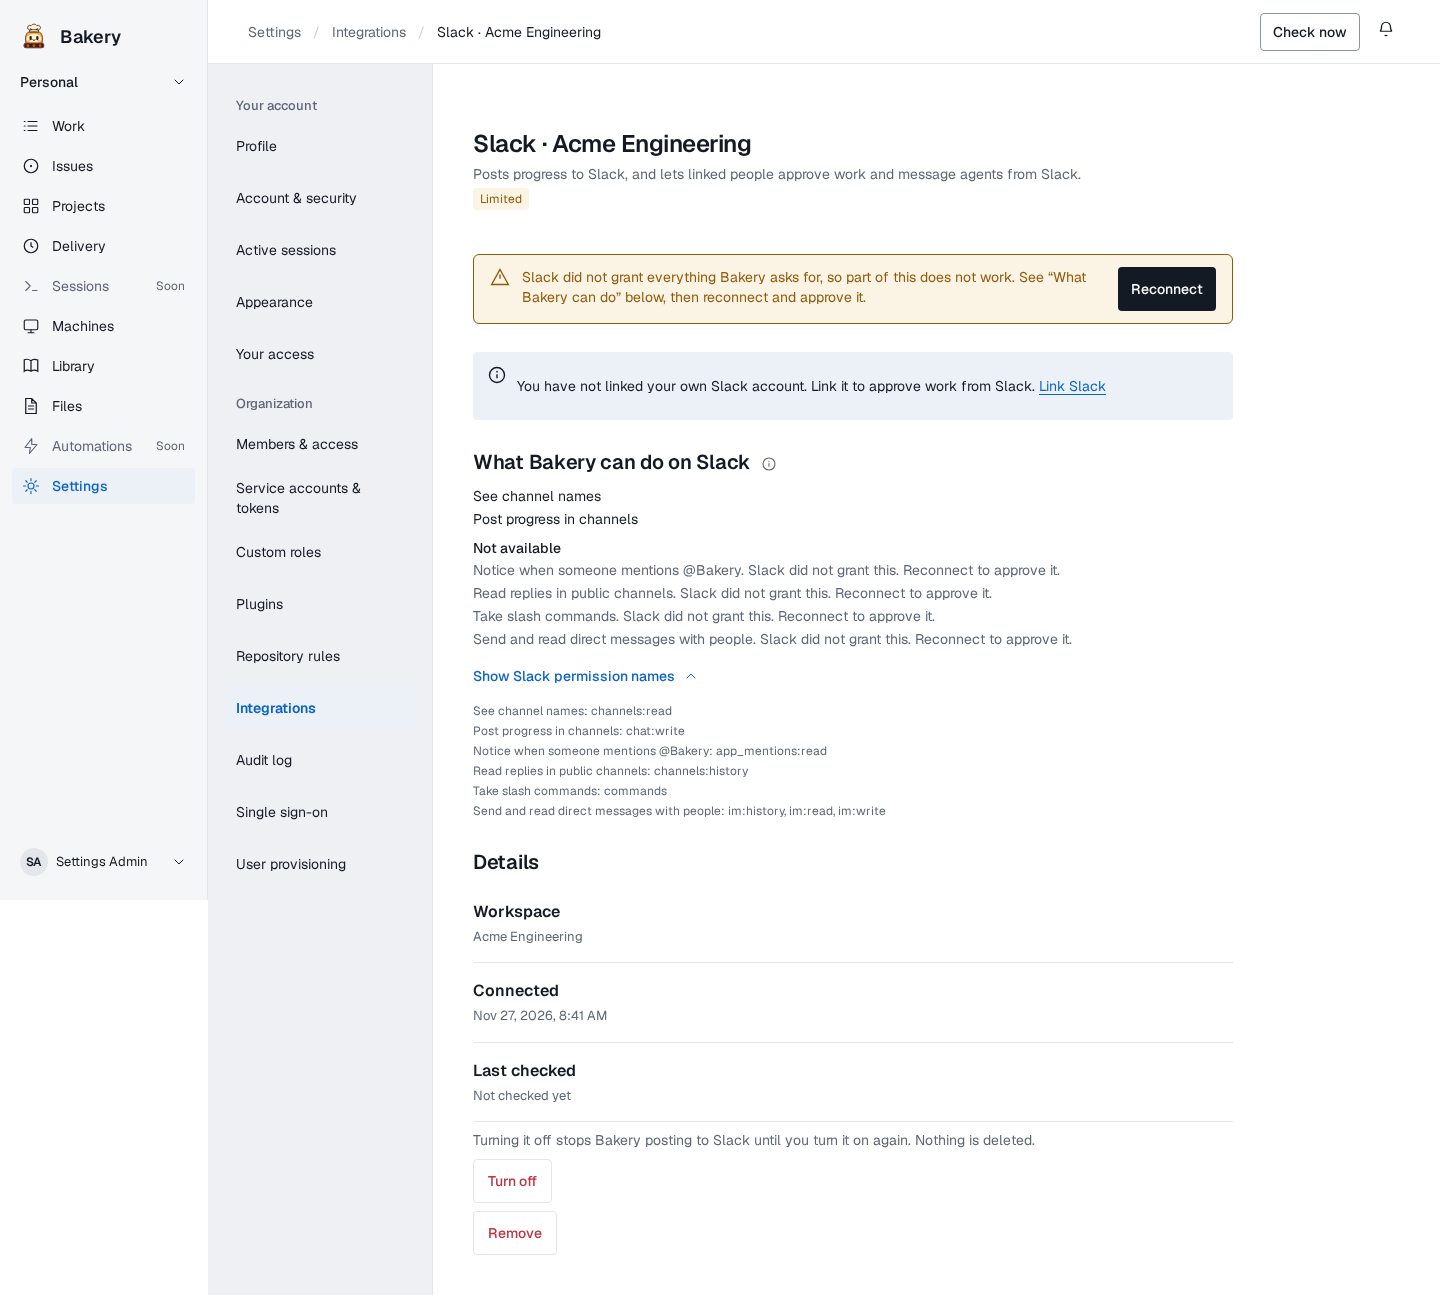 Bakery
Personal
Work
Issues
Projects
Delivery
Sessions Soon
Machines
Library
Files
Automations Soon
Settings
SA Settings Admin
Settings / Integrations / Slack · Acme Engineering
Check now
Your account
Profile
Account & security
Active sessions
Appearance
Your access
Organization
Members & access
Service accounts &
tokens
Custom roles
Plugins
Repository rules
Integrations
Audit log
Single sign-on
User provisioning
Slack · Acme Engineering
Posts progress to Slack, and lets linked people approve work and message agents from Slack.
Limited
Slack did not grant everything Bakery asks for, so part of this does not work. See “What
Bakery can do” below, then reconnect and approve it.
Reconnect
You have not linked your own Slack account. Link it to approve work from Slack. Link Slack
What Bakery can do on Slack
See channel names
Post progress in channels
Not available
Notice when someone mentions @Bakery. Slack did not grant this. Reconnect to approve it.
Read replies in public channels. Slack did not grant this. Reconnect to approve it.
Take slash commands. Slack did not grant this. Reconnect to approve it.
Send and read direct messages with people. Slack did not grant this. Reconnect to approve it.
Show Slack permission names
See channel names: channels:read
Post progress in channels: chat:write
Notice when someone mentions @Bakery: app_mentions:read
Read replies in public channels: channels:history
Take slash commands: commands
Send and read direct messages with people: im:history, im:read, im:write
Details
Workspace
Acme Engineering
Connected
Nov 27, 2026, 8:41 AM
Last checked
Not checked yet
Turning it off stops Bakery posting to Slack until you turn it on again. Nothing is deleted.
Turn off
Remove